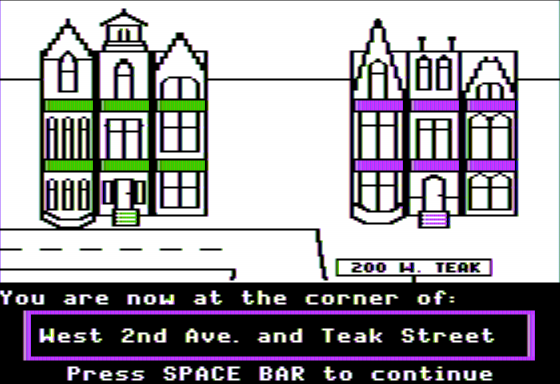 200 W. TEAK
You are now at the corner of:
West 2nd Ave. and Teak Street
Press SPACE BAR to continue